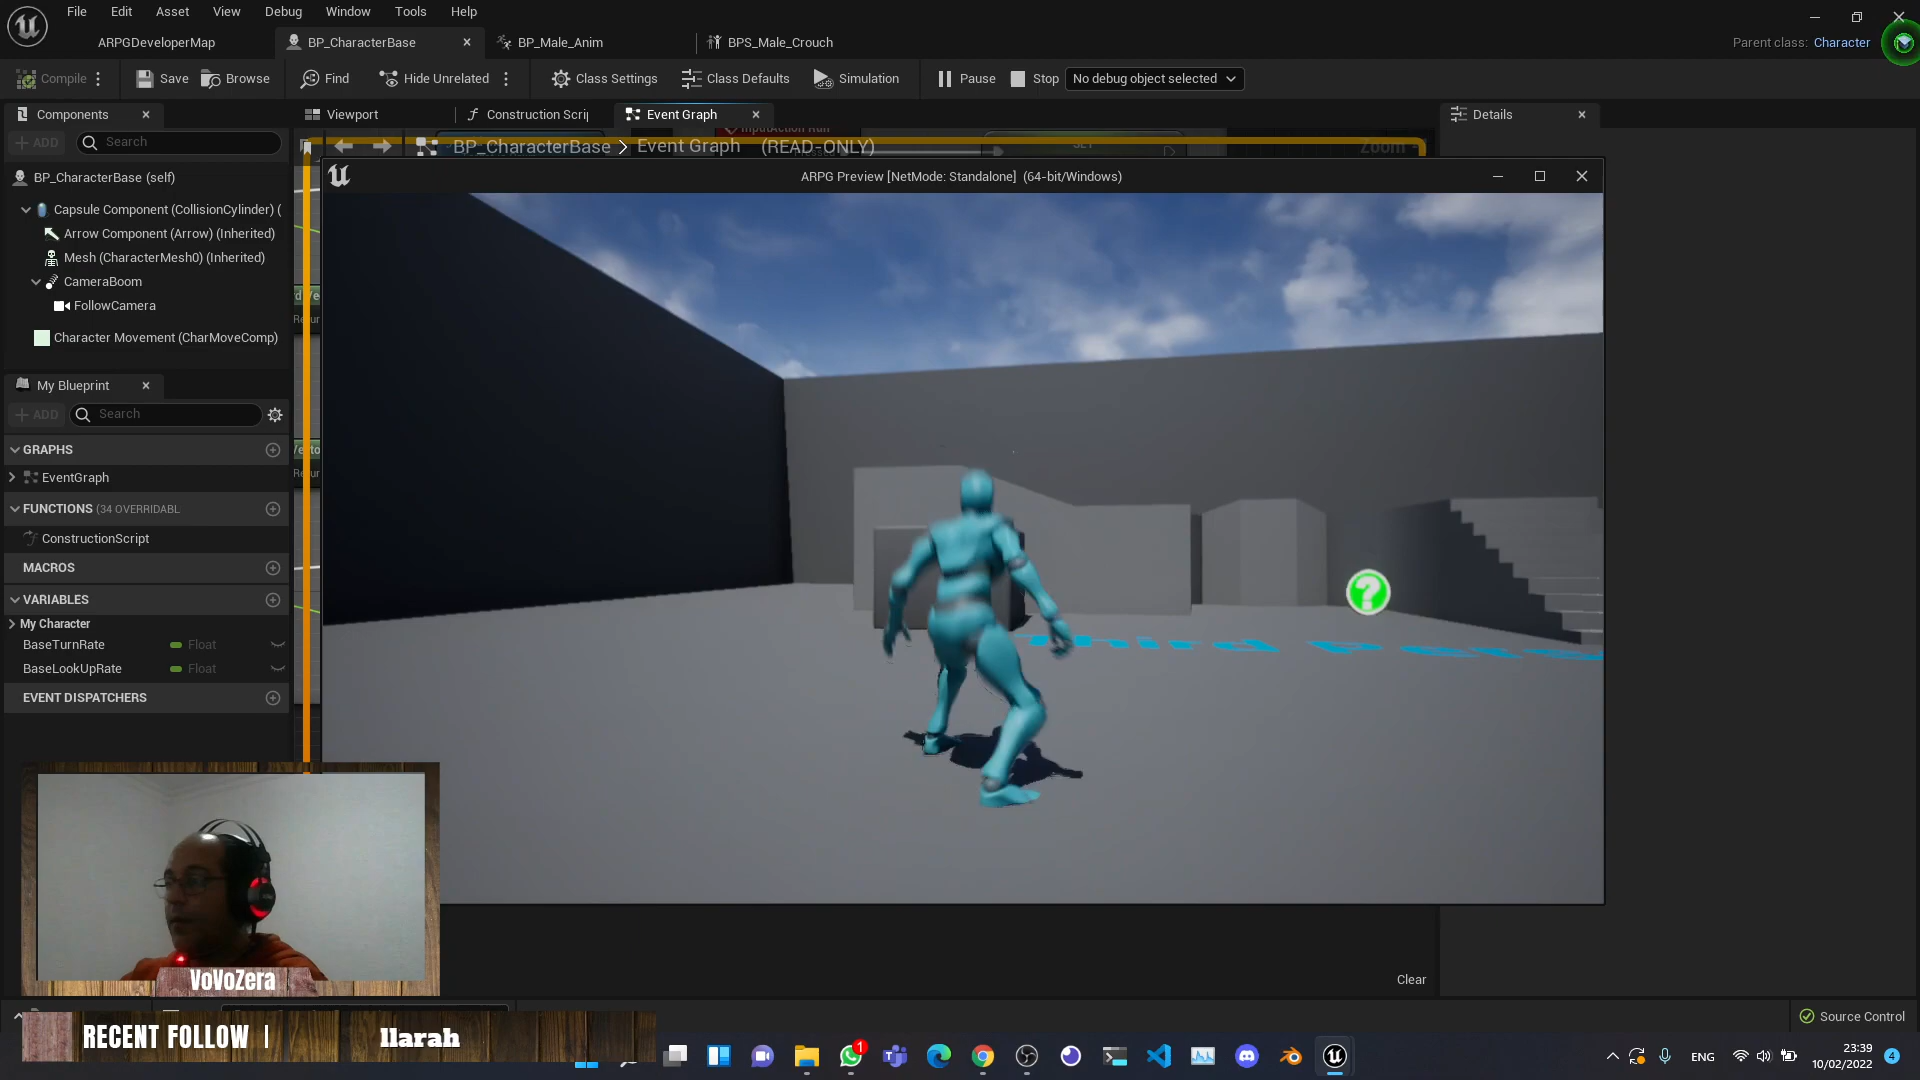 File Edit Asset View Debug Window Tools Help
ARPGDeveloperMap BP_CharacterBase BP_Male_Anim BPS_Male_Crouch Parent class: Character
Compile Save Browse Find Hide Unrelated Class Settings Class Defaults Simulation Pause Stop No debug object selected
Components Viewport Construction Scri Event Graph Details
ADD Search
BP_CharacterBase > Event Graph (READ-ONLY) Zoom
ARPG Preview [NetMode: Standalone] (64-bit/Windows)
BP_CharacterBase (self)
Capsule Component (CollisionCylinder) (
Arrow Component (Arrow) (Inherited)
Mesh (CharacterMesh0) (Inherited)
CameraBoom
FollowCamera
Character Movement (CharMoveComp)
My Blueprint
ADD Search
GRAPHS
EventGraph
FUNCTIONS (34 OVERRIDABL
ConstructionScript
MACROS
VARIABLES
My Character
BaseTurnRate Float
BaseLookUpRate Float
EVENT DISPATCHERS
?
VoVoZera
Clear
Source Control
RECENT FOLLOW | llarah
1
ENG
23:39
10/02/2022
4